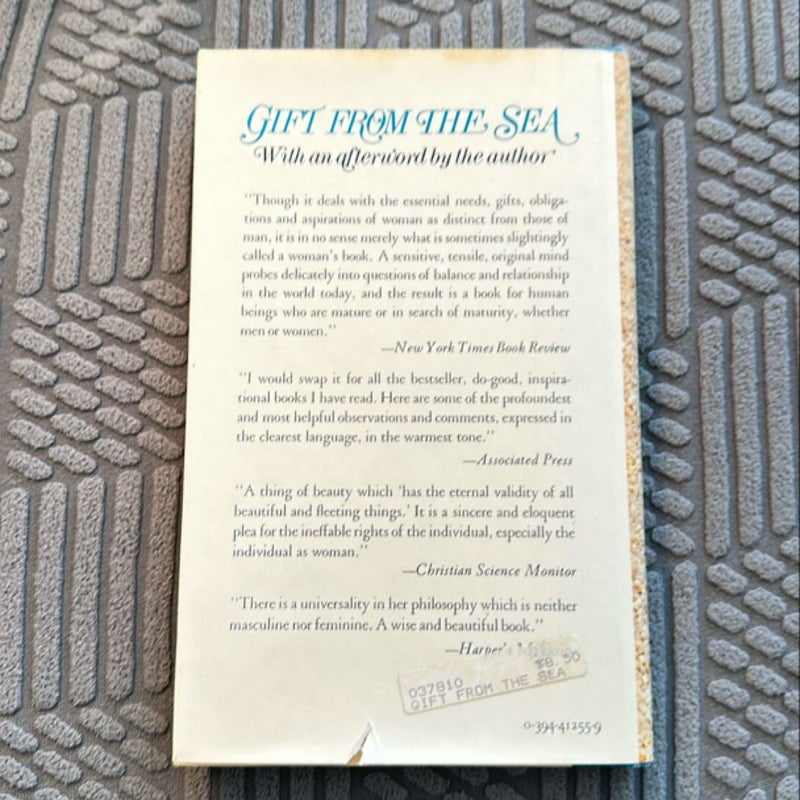 GIFT FROM THE SEA
With an afterword by the author
"Though it deals with the essential needs, gifts, obliga-
tions and aspirations of woman as distinct from those of
man, it is in no sense merely what is sometimes slightingly
called a woman's book. A sensitive, tensile, original mind
probes delicately into questions of balance and relationship
in the world today, and the result is a book for human
beings who are mature or in search of maturity, whether
men or women."
—New York Times Book Review
"I would swap it for all the bestseller, do-good, inspira-
tional books I have read. Here are some of the profoundest
and most helpful observations and comments, expressed in
the clearest language, in the warmest tone."
—Associated Press
"A thing of beauty which 'has the eternal validity of all
beautiful and fleeting things.' It is a sincere and eloquent
plea for the ineffable rights of the individual, especially the
individual as woman."
—Christian Science Monitor
"There is a universality in her philosophy which is neither
masculine nor feminine. A wise and beautiful book."
—Harper's
037810 $8.50
GIFT FROM THE SEA
0-394-41255-9